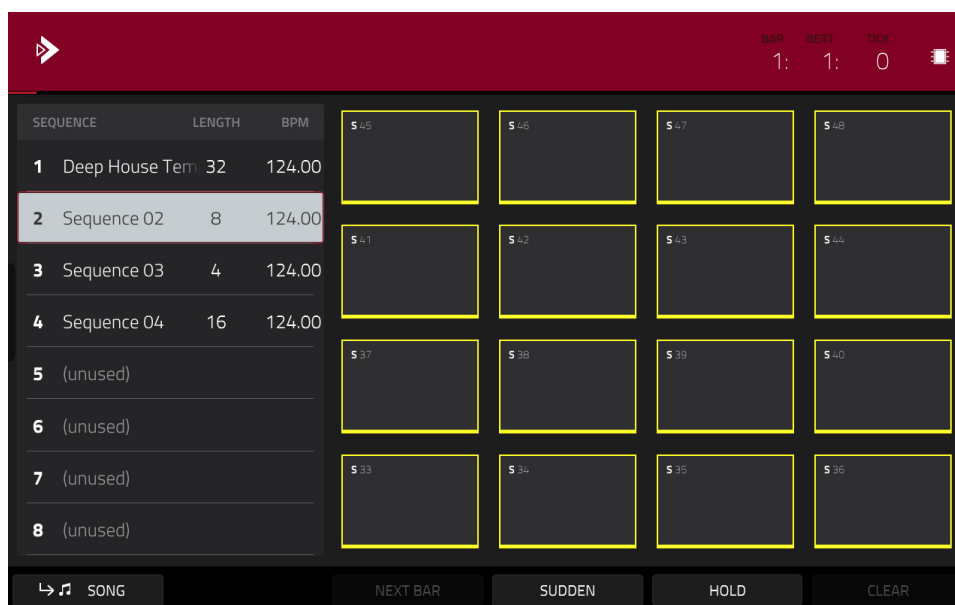 BAR BEAT TICK
1: 1: 0
SEQUENCE LENGTH BPM
1 Deep House Tem 32 124.00
2 Sequence 02 8 124.00
3 Sequence 03 4 124.00
4 Sequence 04 16 124.00
5 (unused)
6 (unused)
7 (unused)
8 (unused)
S 45 S 46 S 47 S 48
S 41 S 42 S 43 S 44
S 37 S 38 S 39 S 40
S 33 S 34 S 35 S 36
SONG NEXT BAR SUDDEN HOLD CLEAR